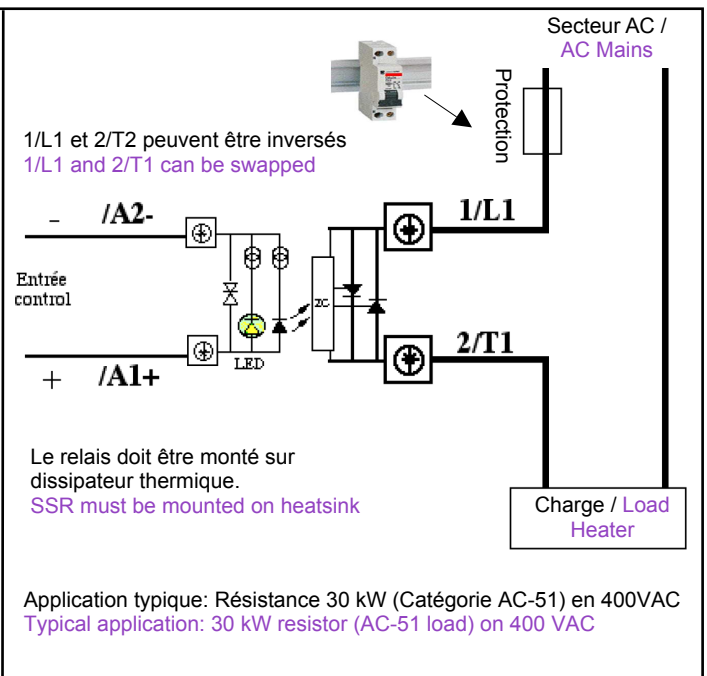 Secteur AC /
AC Mains
Protection
1/L1 et 2/T2 peuvent être inversés
1/L1 and 2/T1 can be swapped
- /A2-
1/L1
Entrée
control
ZC
LED
2/T1
+ /A1+
Le relais doit être monté sur
dissipateur thermique.
SSR must be mounted on heatsink
Charge / Load
Heater
Application typique: Résistance 30 kW (Catégorie AC-51) en 400VAC
Typical application: 30 kW resistor (AC-51 load) on 400 VAC